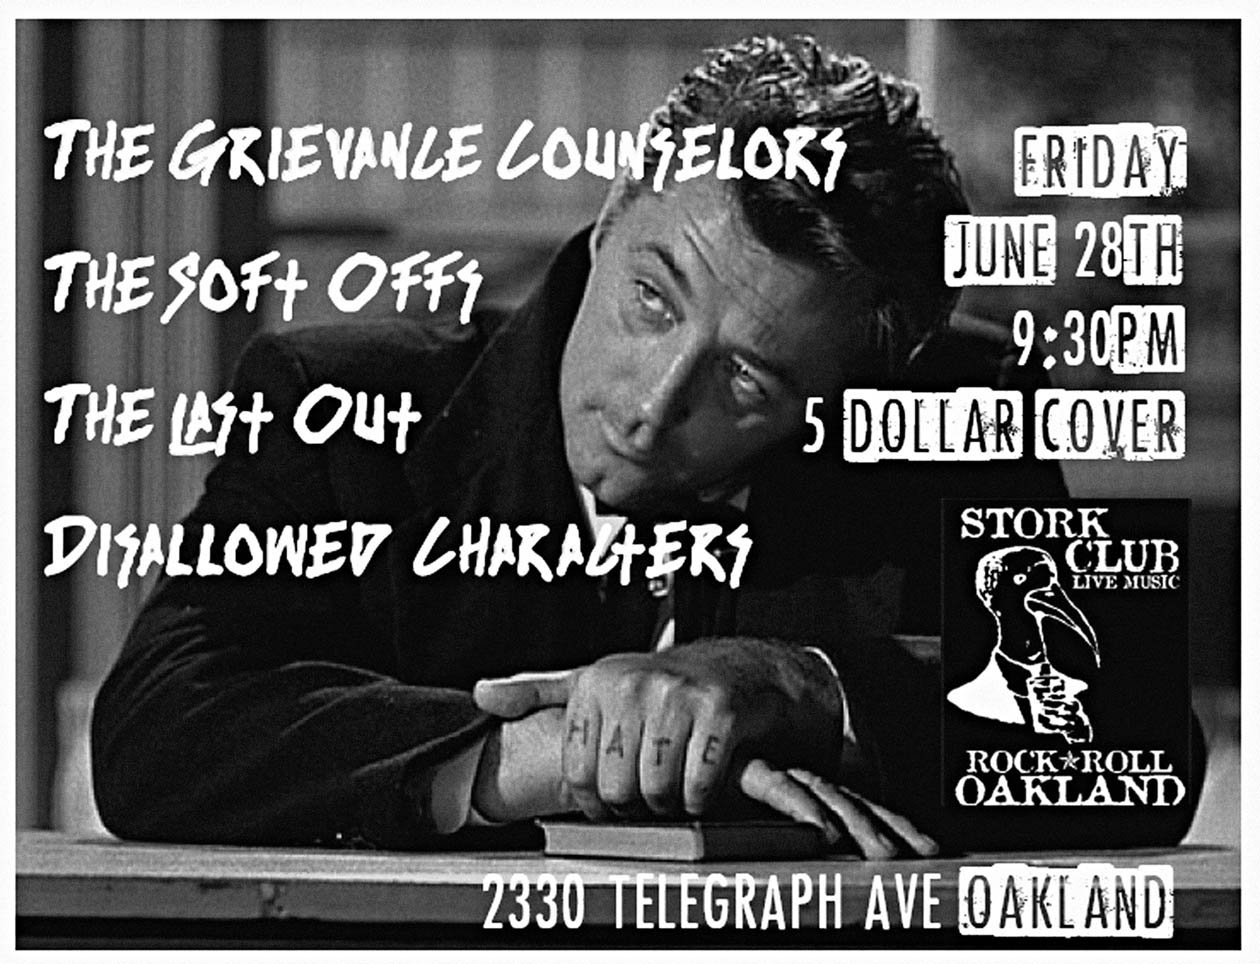 The Grievance Counselors
The Soft Offs
The Last Out
Disallowed Characters
FRIDAY
JUNE 28TH
9:30PM
5 DOLLAR COVER
STORK
CLUB
LIVE MUSIC
HATE
ROCK★ROLL
OAKLAND
2330 TELEGRAPH AVE OAKLAND